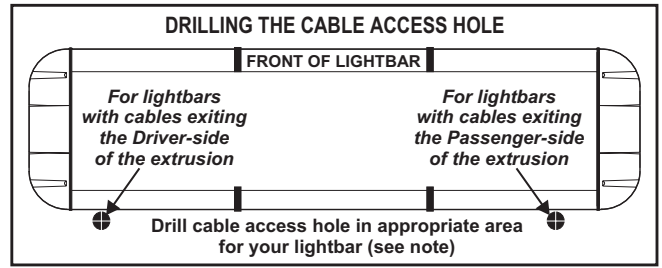 DRILLING THE CABLE ACCESS HOLE
FRONT OF LIGHTBAR
For lightbars
with cables exiting
the Driver-side
of the extrusion
For lightbars
with cables exiting
the Passenger-side
of the extrusion
Drill cable access hole in appropriate area
for your lightbar (see note)